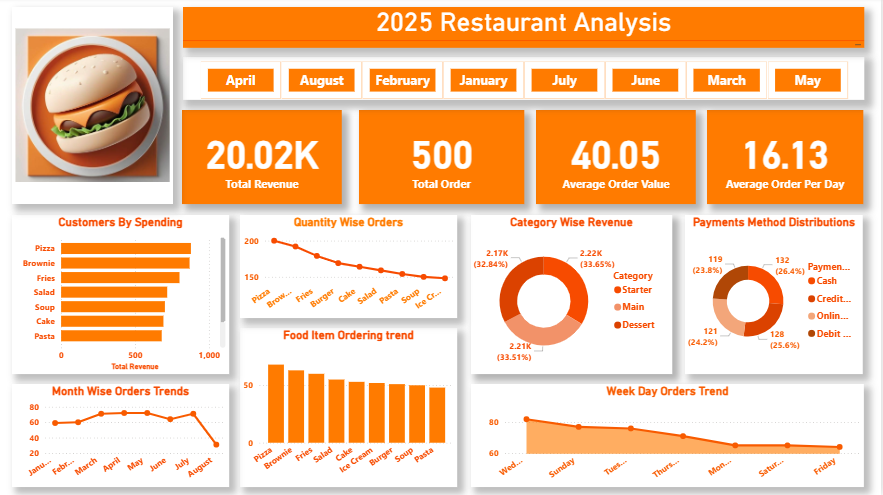 2025 Restaurant Analysis
April August February January July June March May
20.02K 500 40.05 16.13
Total Revenue Total Order Average Order Value Average Order Per Day
Customers By Spending
Pizza
Brownie
Fries
Salad
Soup
Cake
Pasta
0 500 1,000
Total Revenue
Quantity Wise Orders
200
150
Pizza Brow... Fries Burger Cake Salad Pasta Soup Ice Cr...
Category Wise Revenue
2.17K
(32.84%)
2.22K
(33.65%)
2.21K
(33.51%)
Category
Starter
Main
Dessert
Payments Method Distributions
119
(23.8%)
132
(26.4%)
121
(24.2%)
128
(25.6%)
Paymen...
Cash
Credit...
Onlin...
Debit ...
Food Item Ordering trend
50
0
Pizza Brownie Fries Salad Cake Ice Cream Burger Soup Pasta
Month Wise Orders Trends
80
60
40
20
Janu... Febr... March April May June July August
Week Day Orders Trend
80
60
Wed... Sunday Tues... Thurs... Mon... Satur... Friday